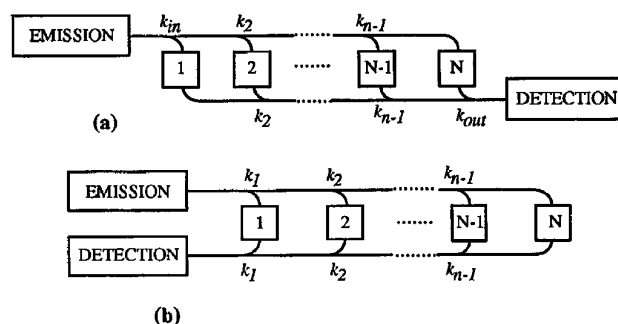 k_in k_2 k_n-1
EMISSION
1 2 N-1 N
DETECTION
k_2 k_n-1 k_out
(a)
k_1 k_2 k_n-1
EMISSION
1 2 N-1 N
DETECTION
k_1 k_2 k_n-1
(b)